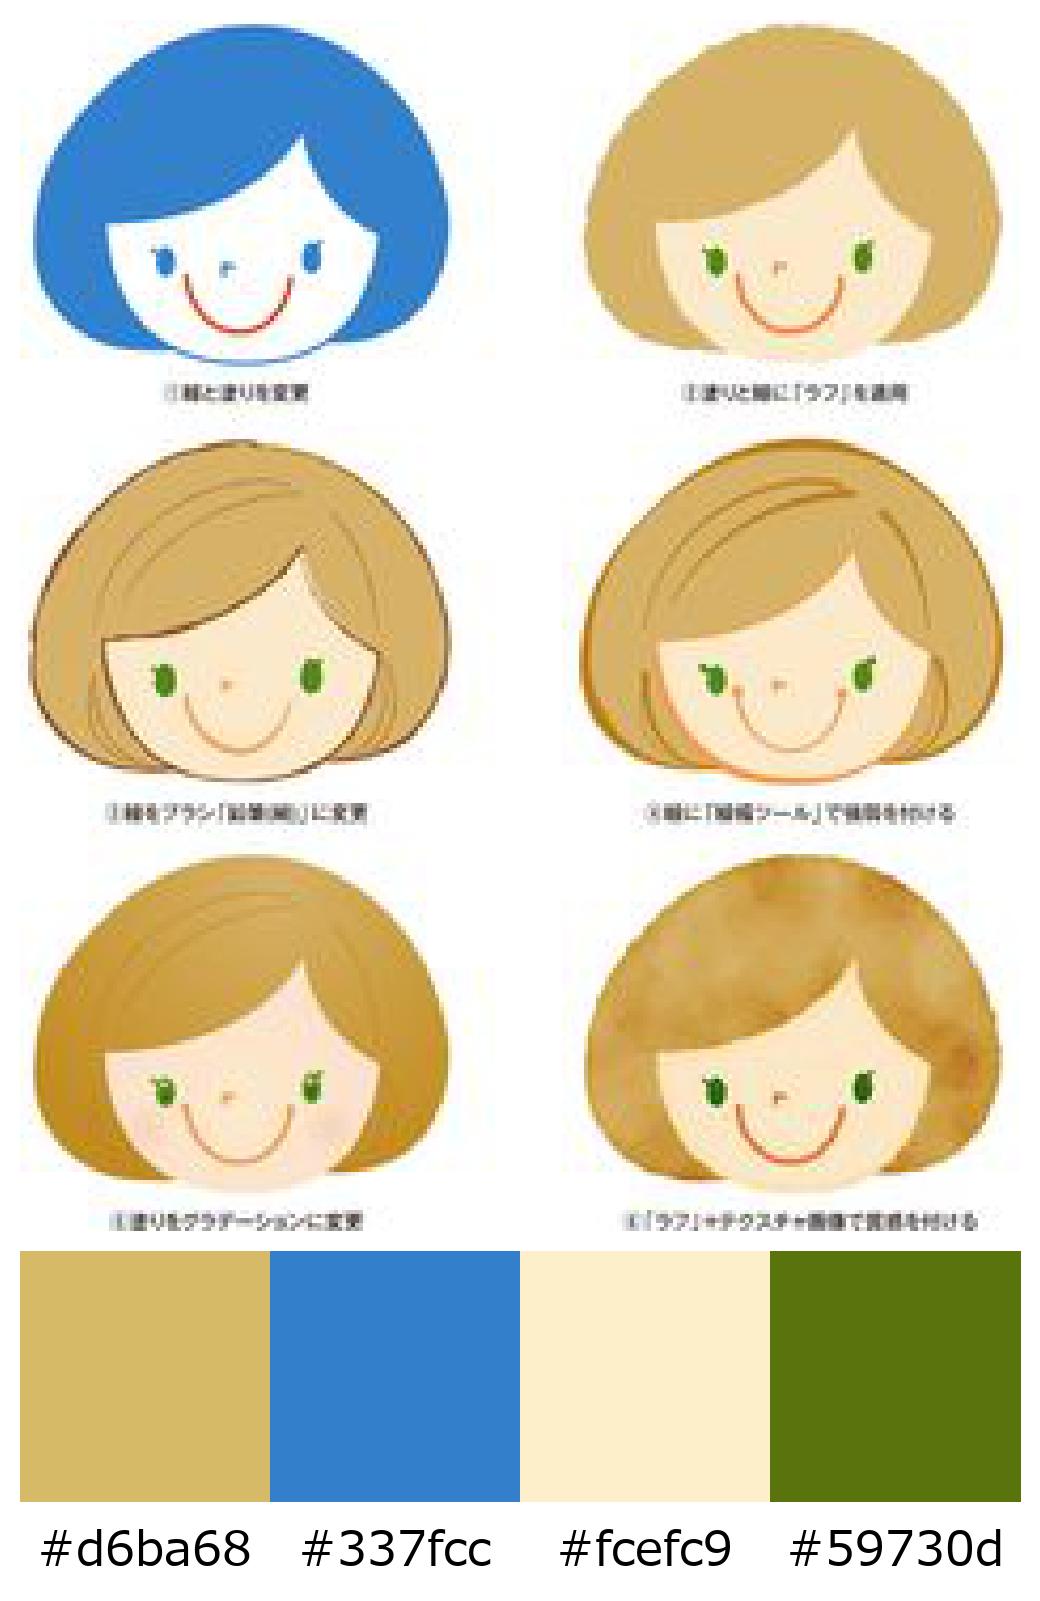 ①線と塗りを変更
②塗りと線に「ラフ」を適用
③線をブラシ「鉛筆(細)」に変更
④線に「線幅ツール」で強弱を付ける
⑤塗りをグラデーションに変更
⑥「ラフ」+テクスチャ画像で質感を付ける
#d6ba68 #337fcc #fcefc9 #59730d